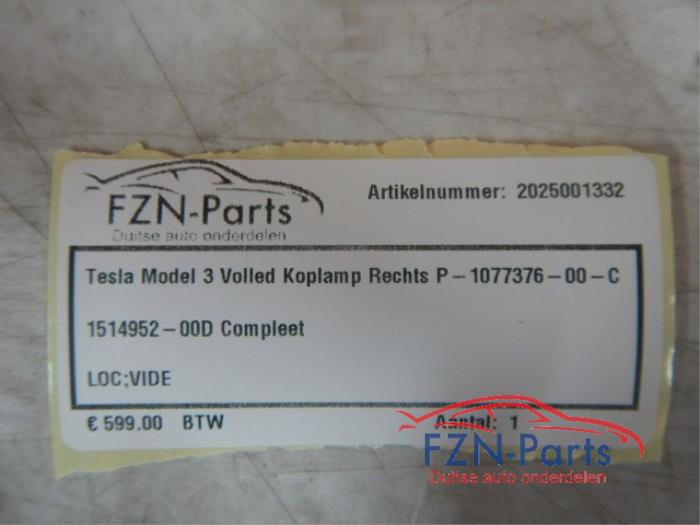 FZN-Parts
Duitse auto onderdelen
Artikelnummer: 2025001332
Tesla Model 3 Volled Koplamp Rechts P-1077376-00-C
1514952-00D Compleet
LOC;VIDE
€ 599.00 BTW
Aantal: 1
FZN-Parts
Duitse auto onderdelen